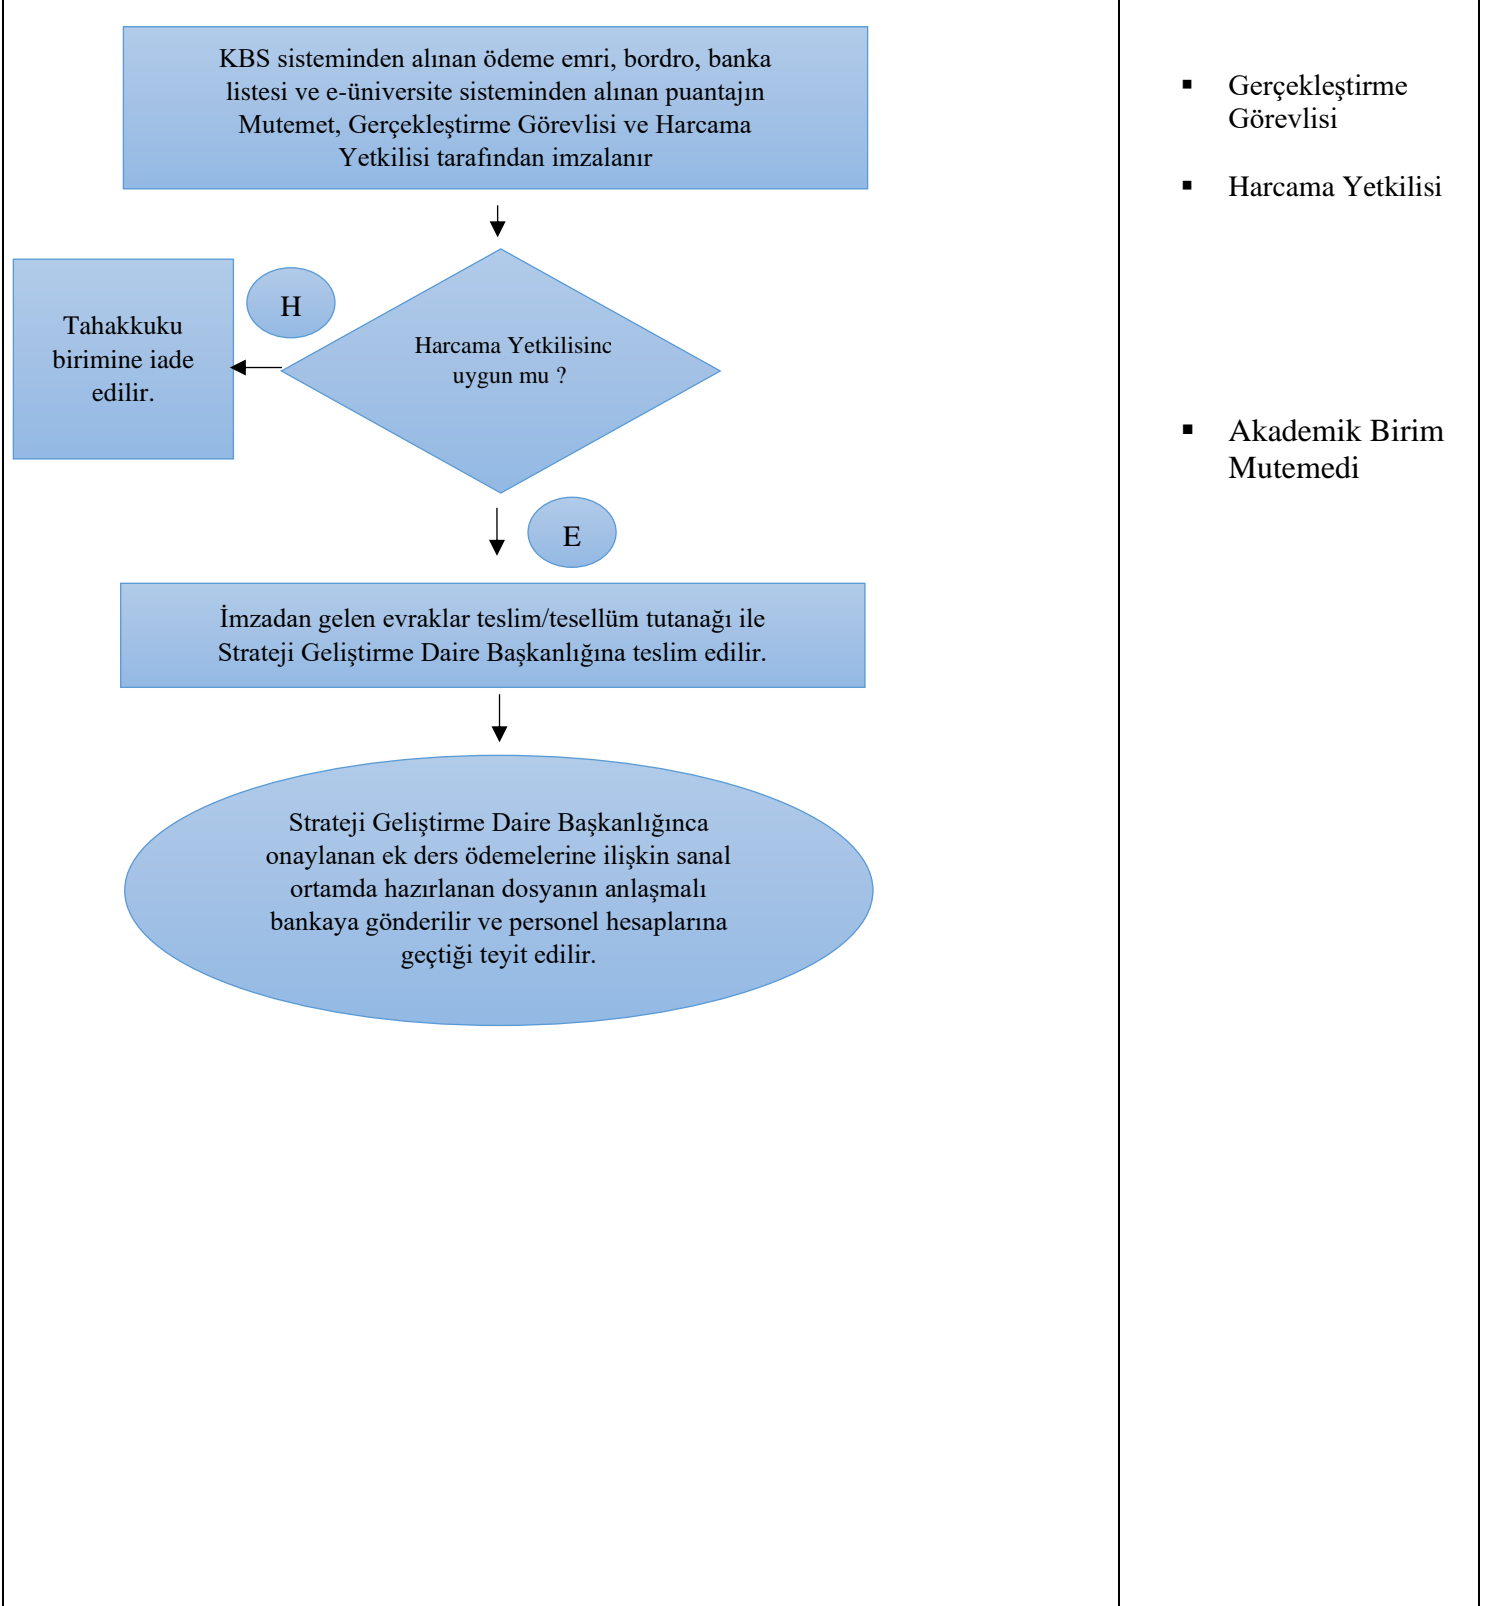 KBS sisteminden alınan ödeme emri, bordro, banka
listesi ve e-üniversite sisteminden alınan puantajın
Mutemet, Gerçekleştirme Görevlisi ve Harcama
Yetkilisi tarafından imzalanır
H
Tahakkuku
birimine iade
edilir.
Harcama Yetkilisinc
uygun mu ?
E
İmzadan gelen evraklar teslim/tesellüm tutanağı ile
Strateji Geliştirme Daire Başkanlığına teslim edilir.
Strateji Geliştirme Daire Başkanlığınca
onaylanan ek ders ödemelerine ilişkin sanal
ortamda hazırlanan dosyanın anlaşmalı
bankaya gönderilir ve personel hesaplarına
geçtiği teyit edilir.
▪ Gerçekleştirme
Görevlisi
▪ Harcama Yetkilisi
▪ Akademik Birim
Mutemedi